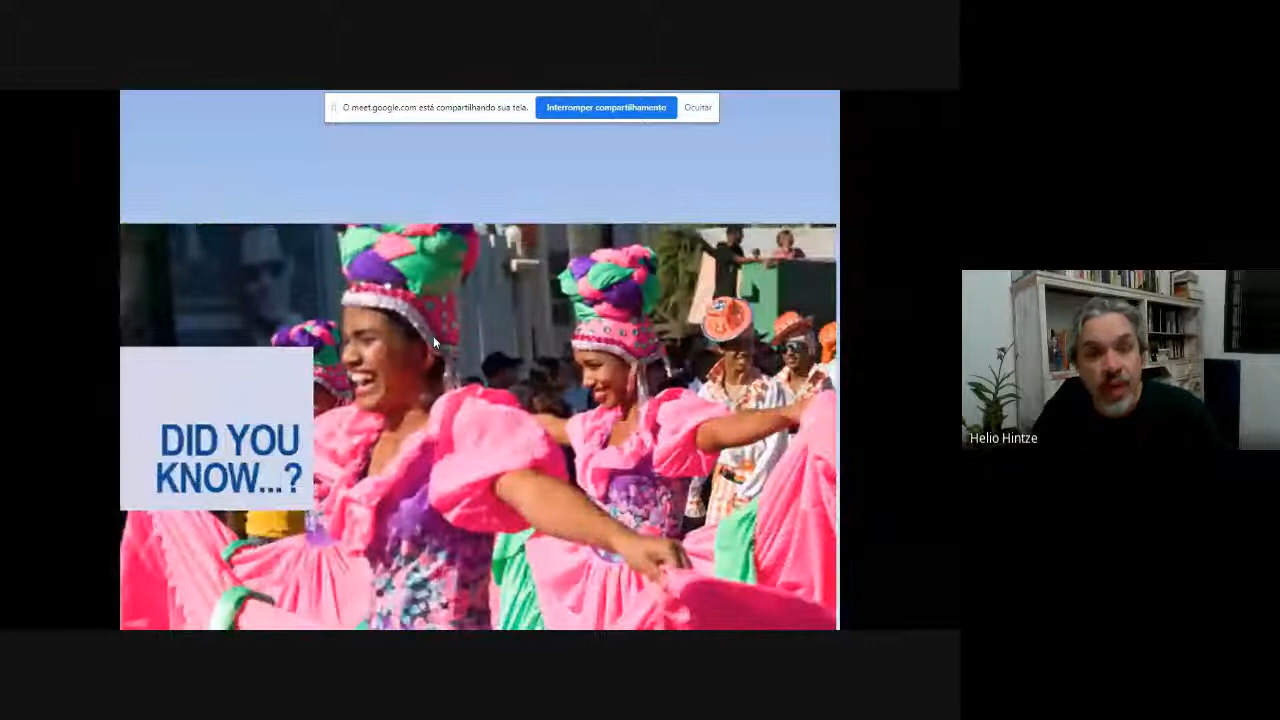 O meet.google.com está compartilhando sua tela. Interromper compartilhamento Ocultar
DID YOU
KNOW...?
Helio Hintze